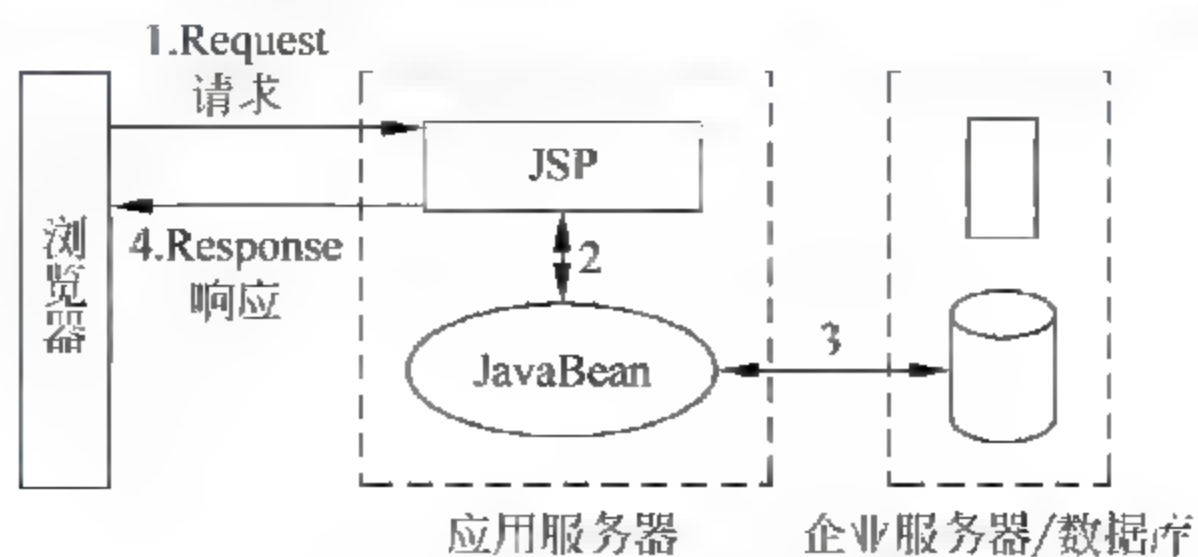 1.Request
请求
JSP
浏览器
4.Response
响应
2
JavaBean
3
应用服务器
企业服务器/数据库